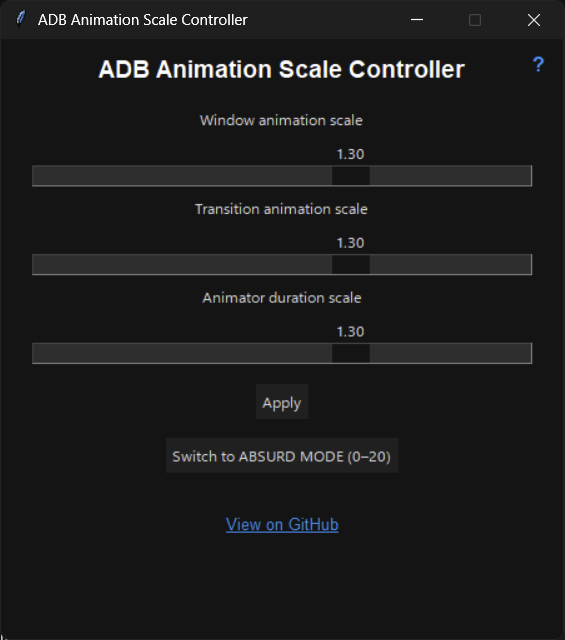 ADB Animation Scale Controller
ADB Animation Scale Controller
?
Window animation scale
1.30
Transition animation scale
1.30
Animator duration scale
1.30
Apply
Switch to ABSURD MODE (0–20)
View on GitHub